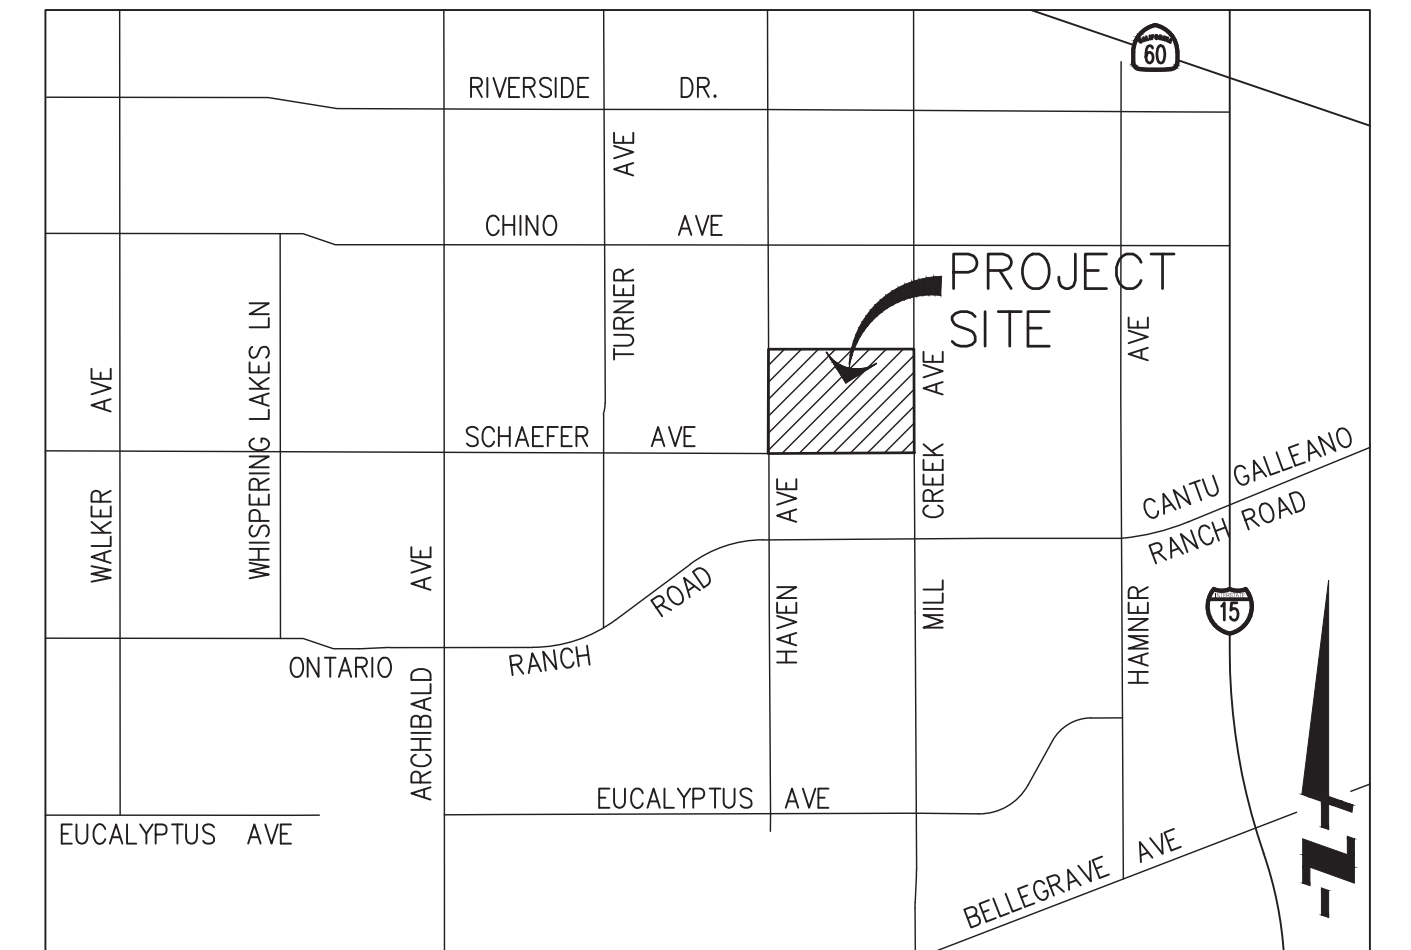 CALIFORNIA
60
RIVERSIDE DR.
AVE
CHINO AVE
PROJECT
SITE
TURNER
WHISPERING LAKES LN
AVE
AVE
AVE
SCHAEFER AVE
CANTU GALLEANO
RANCH ROAD
WALKER
AVE
CREEK
AVE
ROAD
HAVEN
MILL
HAMNER
INTERSTATE
15
ONTARIO
RANCH
ARCHIBALD
EUCALYPTUS AVE
EUCALYPTUS AVE
BELLEGRAVE AVE
N